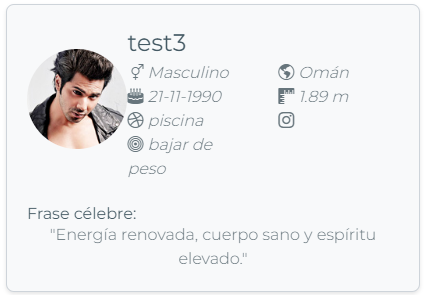 test3
Masculino
Omán
21-11-1990
1.89 m
piscina
bajar de
peso
Frase célebre:
"Energía renovada, cuerpo sano y espíritu
elevado."